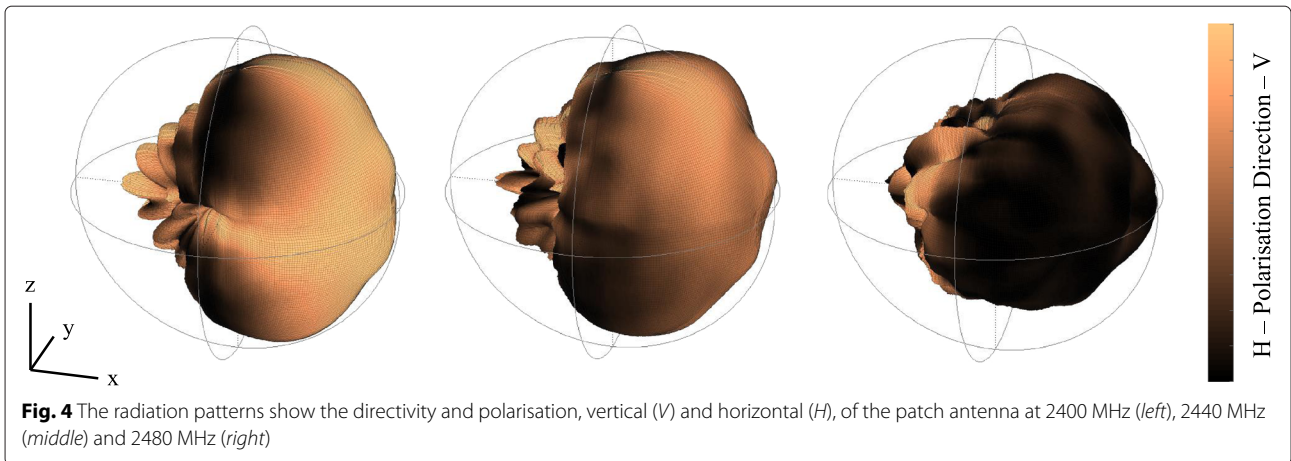 z
y
x
H – Polarisation Direction – V
Fig. 4 The radiation patterns show the directivity and polarisation, vertical (V) and horizontal (H), of the patch antenna at 2400 MHz (left), 2440 MHz
(middle) and 2480 MHz (right)